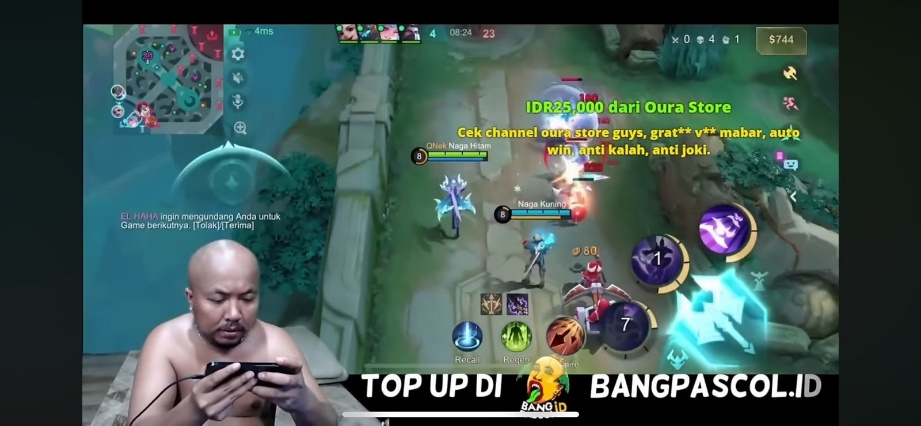 4ms
4 08:24 23
0 4 1
$744
IDR25,000 dari Oura Store
Cek channel oura store guys, grat** v** mabar, auto
win, anti kalah, anti joki.
8 QNek Naga Hitam
8 Naga Kuning
EL.HAHA ingin mengundang Anda untuk
Game berikutnya. [Tolak]/[Terima]
80
1
7
Recall Regen
TOP UP DI BANGPASCOL.ID
BANG iD